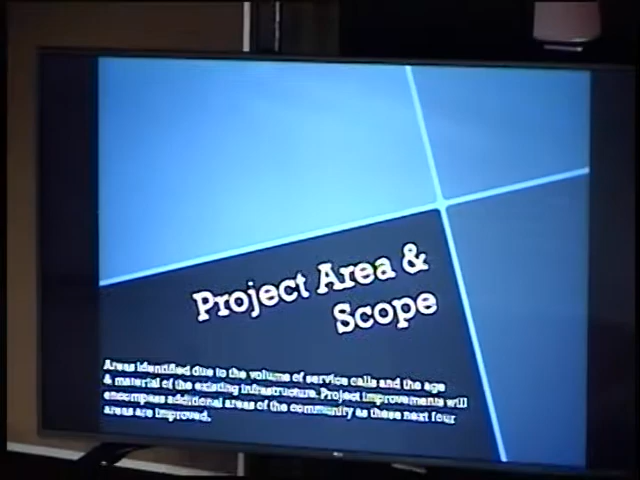 Project Area &
Scope
Areas identified due to the volume of service calls and the age
& material of the existing infrastructure. Project improvements will
encompass additional areas of the community as these next four
areas are improved.